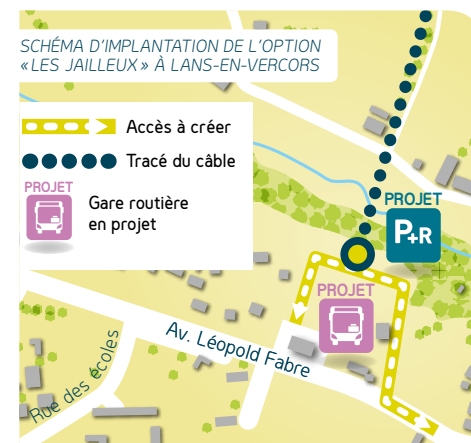 SCHÉMA D'IMPLANTATION DE L'OPTION
« LES JAILLEUX » À LANS-EN-VERCORS
Accès à créer
Tracé du câble
PROJET
Gare routière
en projet
PROJET
P+R
PROJET
Av. Léopold Fabre
Rue des écoles